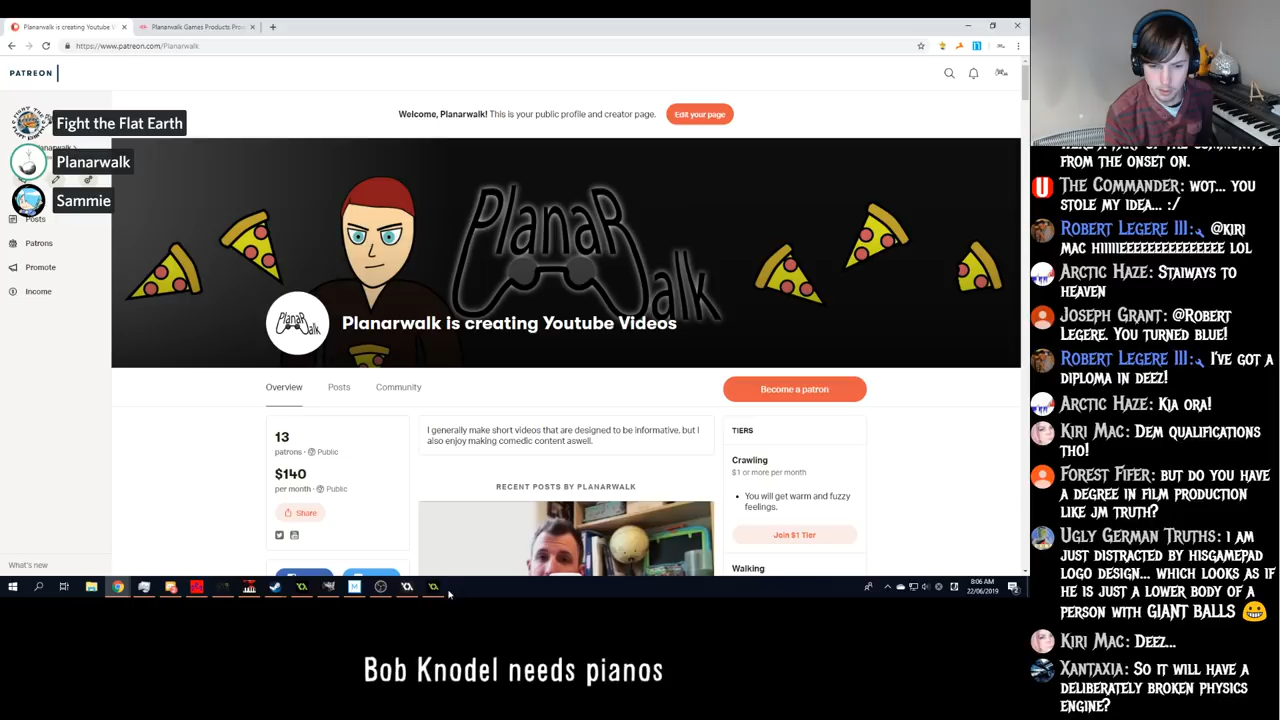 Planarwalk is creating Youtube V
Planarwalk Games Products Prov
https://www.patreon.com/Planarwalk
PATREON
Welcome, Planarwalk! This is your public profile and creator page.
Edit your page
Fight the Flat Earth
Planarwalk
Sammie
Posts
Patrons
Promote
Income
What's new
PlanaR
Walk
PlanaR
Walk
Planarwalk is creating Youtube Videos
Overview
Posts
Community
Become a patron
13
patrons · Public
$140
per month · Public
Share
I generally make short videos that are designed to be informative, but I
also enjoy making comedic content aswell.
RECENT POSTS BY PLANARWALK
TIERS
Crawling
$1 or more per month
• You will get warm and fuzzy
feelings.
Join $1 Tier
Walking
8:06 AM
22/06/2019
Bob Knodel needs pianos
FROM THE ONSET ON.
THE COMMANDER: WOT... YOU
STOLE MY IDEA... :/
ROBERT LEGERE III: @KIRI
MAC HIIIIIEEEEEEEEEEEEEEE LOL
ARCTIC HAZE: STAIWAYS TO
HEAVEN
JOSEPH GRANT: @ROBERT
LEGERE. YOU TURNED BLUE!
ROBERT LEGERE III: I'VE GOT A
DIPLOMA IN DEEZ!
ARCTIC HAZE: KIA ORA!
KIRI MAC: DEM QUALIFICATIONS
THO!
FOREST FIFER: BUT DO YOU HAVE
A DEGREE IN FILM PRODUCTION
LIKE JM TRUTH?
UGLY GERMAN TRUTHS: I AM
JUST DISTRACTED BY HISGAMEPAD
LOGO DESIGN... WHICH LOOKS AS IF
HE IS JUST A LOWER BODY OF A
PERSON WITH GIANT BALLS
KIRI MAC: DEEZ...
XANTAXIA: SO IT WILL HAVE A
DELIBERATELY BROKEN PHYSICS
ENGINE?